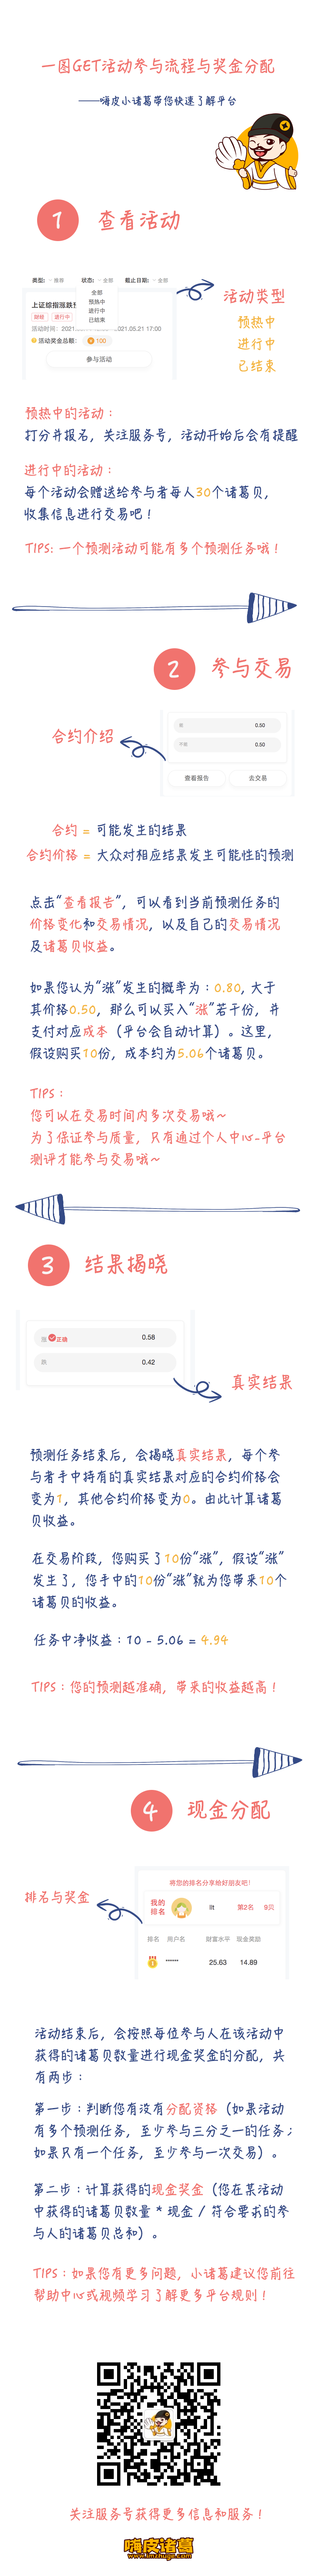 一图GET活动参与流程与奖金分配
——嗨皮小诸葛带您快速了解平台
1 查看活动
类型: 推荐 状态: 全部 截止日期: 全部
全部
预热中
进行中
已结束
上证综指涨跌
财经 进行中
活动时间: 2021.05.21 17:00
活动奖金总额: 100
参与活动
活动类型
预热中
进行中
已结束
预热中的活动：
打分并报名，关注服务号，活动开始后会有提醒
进行中的活动：
每个活动会赠送给参与者每人30个诸葛贝，
收集信息进行交易吧！
TIPS: 一个预测活动可能有多个预测任务哦！
2 参与交易
合约介绍
0.50
0.50
查看报告 去交易
合约 = 可能发生的结果
合约价格 = 大众对相应结果发生可能性的预测
点击“查看报告”，可以看到当前预测任务的
价格变化和交易情况，以及自己的交易情况
及诸葛贝收益。
如果您认为“涨”发生的概率为：0.80, 大于
其价格0.50，那么可以买入“涨”若干份，并
支付对应成本（平台会自动计算）。这里，
假设购买10份，成本约为5.06个诸葛贝。
TIPS：
您可以在交易时间内多次交易哦~
为了保证参与质量，只有通过个人中心-平台
测评才能参与交易哦~
3 结果揭晓
涨 正确 0.58
跌 0.42
真实结果
预测任务结束后，会揭晓真实结果，每个参
与者手中持有的真实结果对应的合约价格会
变为1，其他合约价格变为0。由此计算诸葛
贝收益。
在交易阶段，您购买了10份“涨”，假设“涨”
发生了，您手中的10份“涨”就为您带来10个
诸葛贝的收益。
任务中净收益：10 - 5.06 = 4.94
TIPS：您的预测越准确，带来的收益越高！
4 现金分配
排名与奖金
将您的排名分享给好朋友吧!
我的
排名 llt 第2名 9贝
排名 用户名 财富水平 现金奖励
1 ****** 25.63 14.89
活动结束后，会按照每位参与人在该活动中
获得的诸葛贝数量进行现金奖金的分配，共
有两步：
第一步：判断您有没有分配资格（如果活动
有多个预测任务，至少参与三分之一的任务；
如果只有一个任务，至少参与一次交易）。
第二步：计算获得的现金奖金（您在某活动
中获得的诸葛贝数量 * 现金 / 符合要求的参
与人的诸葛贝总和）。
TIPS：如果您有更多问题，小诸葛建议您前往
帮助中心或视频学习了解更多平台规则！
关注服务号获得更多信息和服务！
嗨皮诸葛